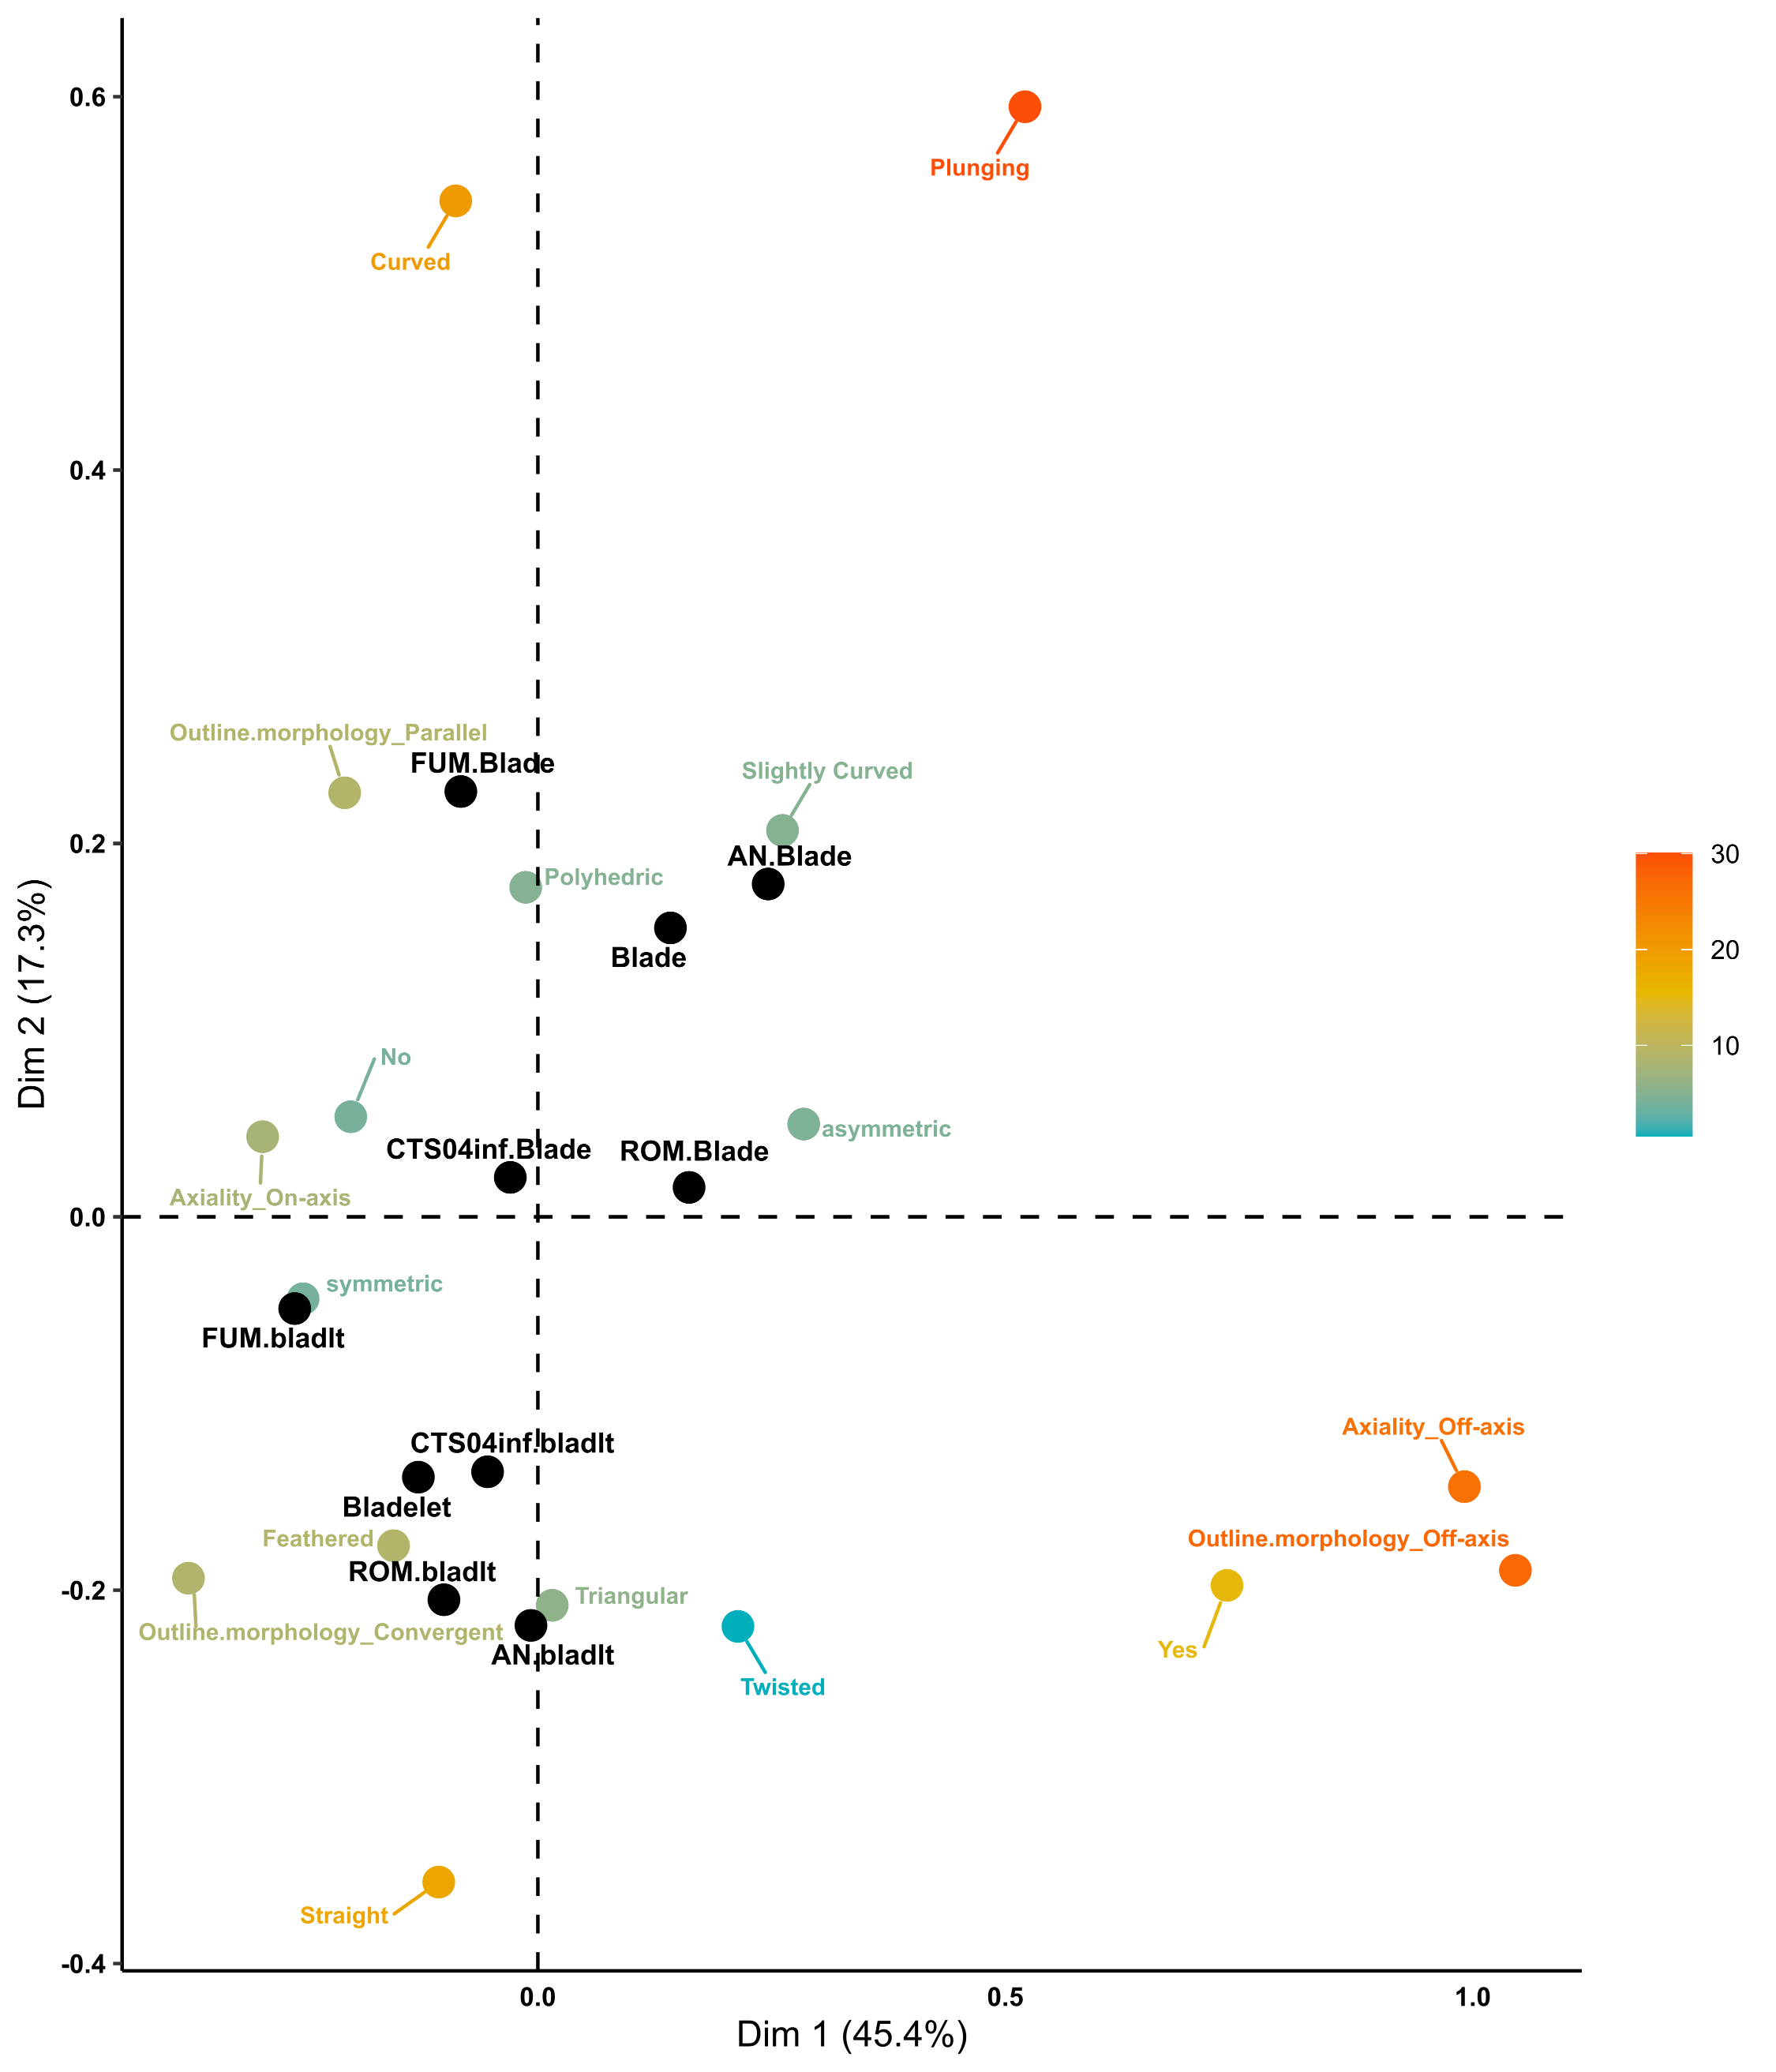 0.6
Plunging
Curved
0.4
Outline.morphology_Parallel
FUM.Blade
Slightly Curved
0.2
AN.Blade
30
Polyhedric
20
Blade
Dim 2 (17.3%)
10
No
asymmetric
CTS04inf.Blade
ROM.Blade
Axiality_On-axis
0.0
symmetric
FUM.bladlt
Axiality_Off-axis
CTS04inf.bladlt
Bladelet
Feathered
Outline.morphology_Off-axis
ROM.bladlt
-0.2
Triangular
Outline.morphology_Convergent
AN.bladlt
Yes
Twisted
Straight
-0.4
0.0
0.5
1.0
Dim 1 (45.4%)